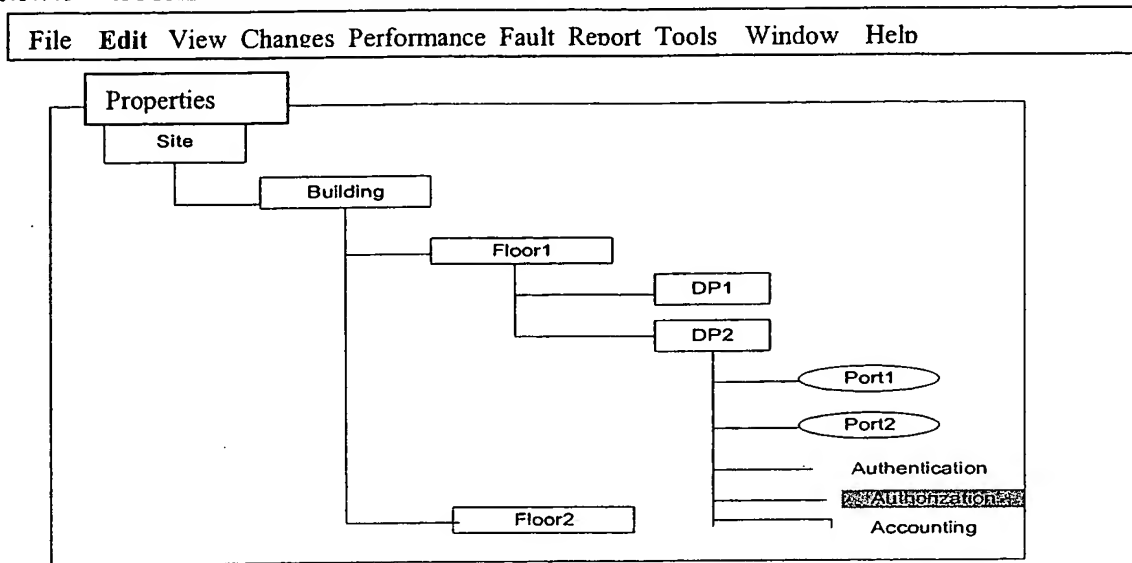 File Edit View Changes Performance Fault Report Tools Window Help
Properties
Site
Building
Floor1
DP1
DP2
Port1
Port2
Authentication
Authorization
Floor2
Accounting